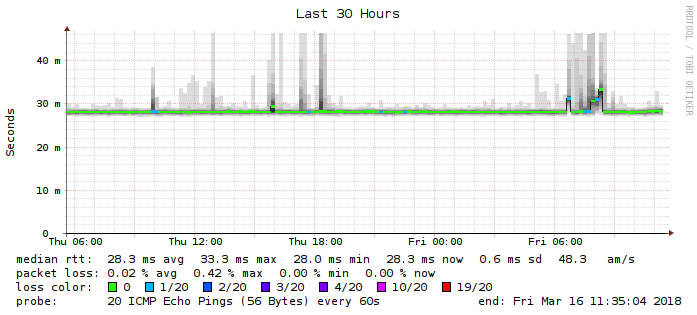 Last 30 Hours
RRDTOOL / TOBI OETIKER
Seconds
40 m
30 m
20 m
10 m
0
Thu 06:00 Thu 12:00 Thu 18:00 Fri 00:00 Fri 06:00
median rtt: 28.3 ms avg 33.3 ms max 28.0 ms min 28.3 ms now 0.6 ms sd 48.3 am/s
packet loss: 0.02 % avg 0.42 % max 0.00 % min 0.00 % now
loss color: 0 1/20 2/20 3/20 4/20 10/20 19/20
probe: 20 ICMP Echo Pings (56 Bytes) every 60s end: Fri Mar 16 11:35:04 2018